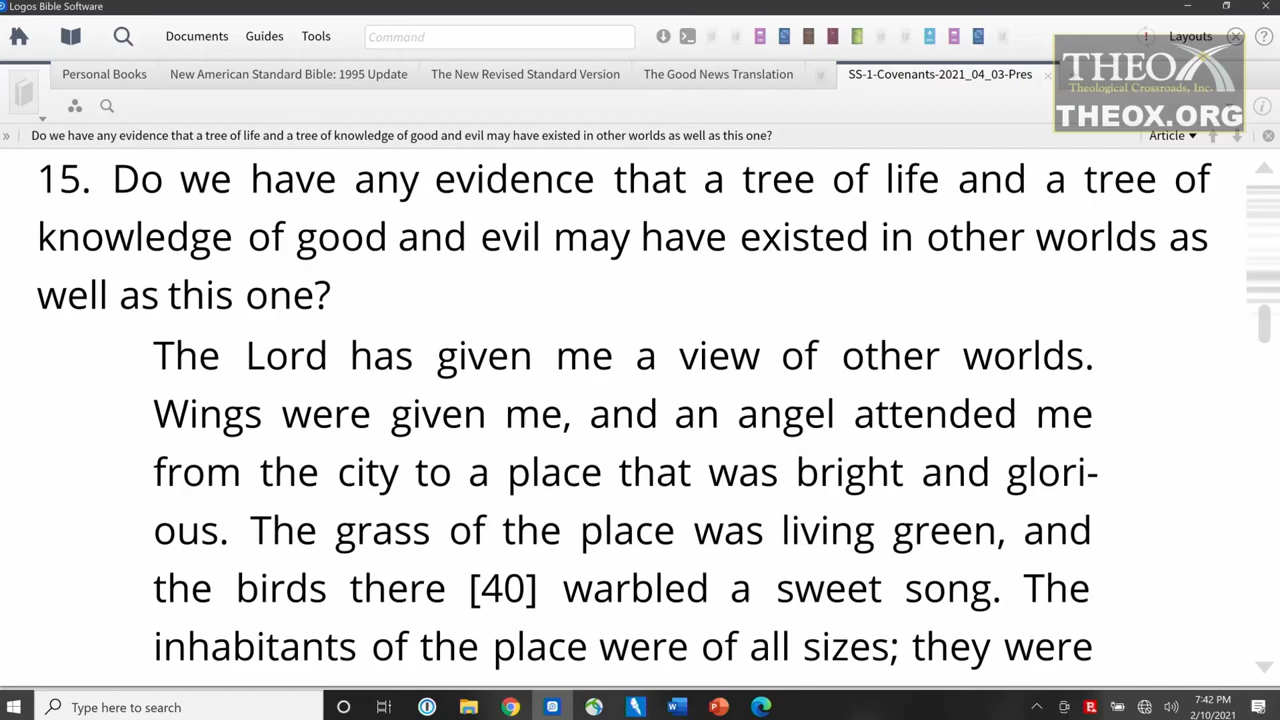 Logos Bible Software
Documents Guides Tools Command Layouts
Personal Books New American Standard Bible: 1995 Update The New Revised Standard Version The Good News Translation SS-1-Covenants-2021_04_03-Pres
THEOX
Theological Crossroads, Inc.
THEOX.ORG
» Do we have any evidence that a tree of life and a tree of knowledge of good and evil may have existed in other worlds as well as this one? Article
15. Do we have any evidence that a tree of life and a tree of
knowledge of good and evil may have existed in other worlds as
well as this one?
The Lord has given me a view of other worlds.
Wings were given me, and an angel attended me
from the city to a place that was bright and glori-
ous. The grass of the place was living green, and
the birds there [40] warbled a sweet song. The
inhabitants of the place were of all sizes; they were
Type here to search
7:42 PM
2/10/2021